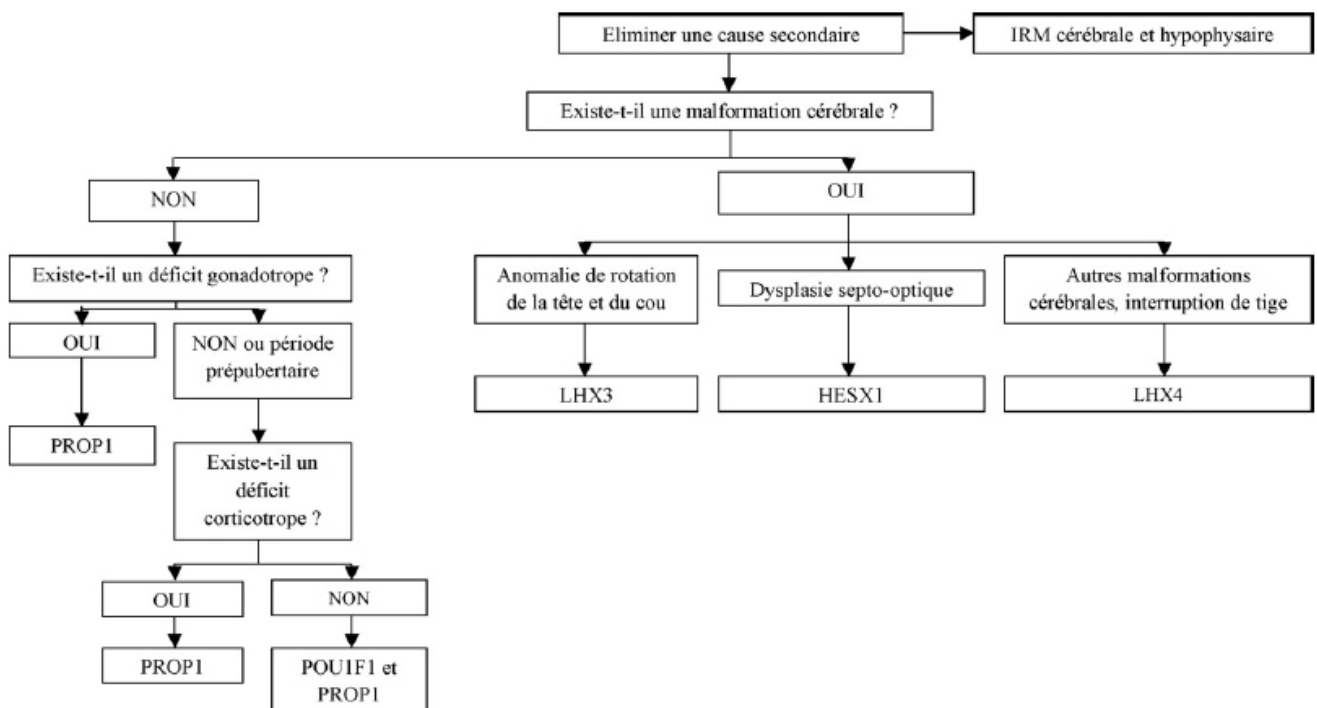 Eliminer une cause secondaire
IRM cérébrale et hypophysaire
Existe-t-il une malformation cérébrale ?
NON
OUI
Existe-t-il un déficit gonadotrope ?
Anomalie de rotation
de la tête et du cou
Dysplasie septo-optique
Autres malformations
cérébrales, interruption de tige
OUI
NON ou période
prépubertaire
LHX3
HESX1
LHX4
PROP1
Existe-t-il un
déficit
corticotrope ?
OUI
NON
PROP1
POU1F1 et
PROP1